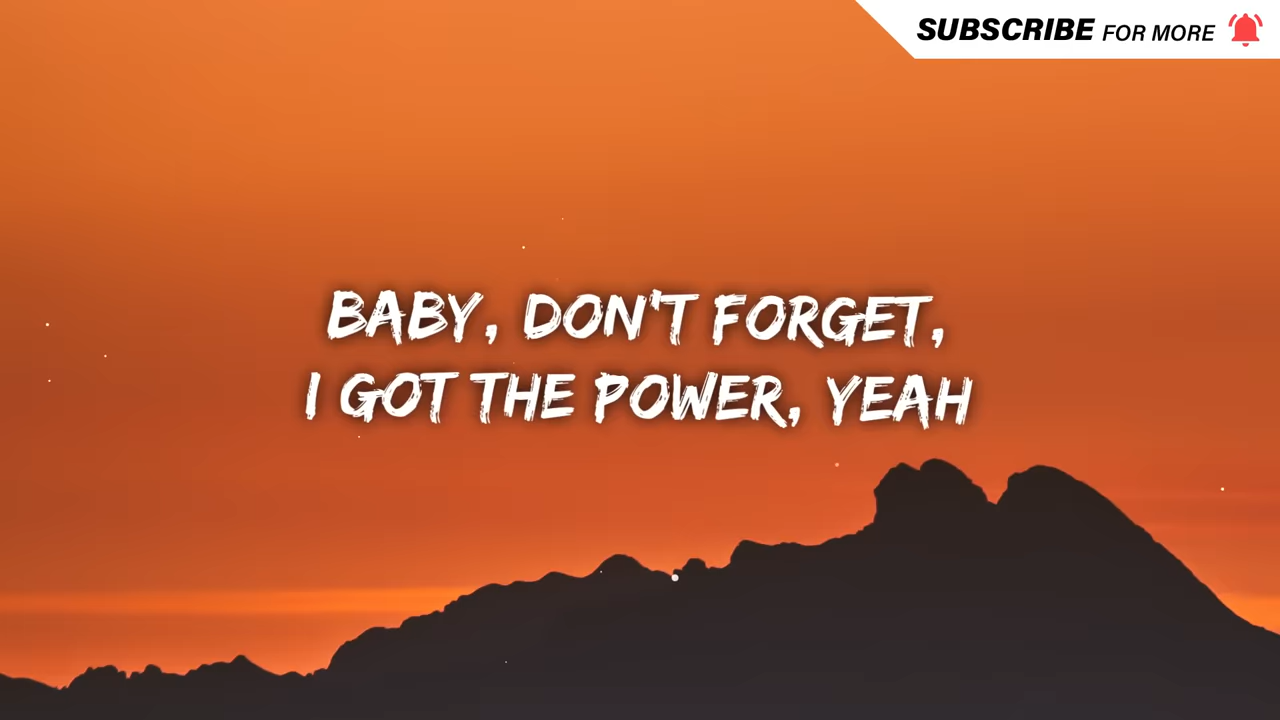 SUBSCRIBE FOR MORE
BABY, DON'T FORGET,
I GOT THE POWER, YEAH